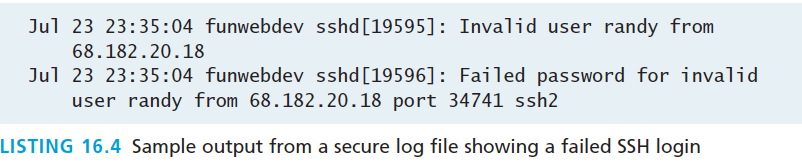 Jul 23 23:35:04 funwebdev sshd[19595]: Invalid user randy from
68.182.20.18
Jul 23 23:35:04 funwebdev sshd[19596]: Failed password for invalid
user randy from 68.182.20.18 port 34741 ssh2
LISTING 16.4 Sample output from a secure log file showing a failed SSH login